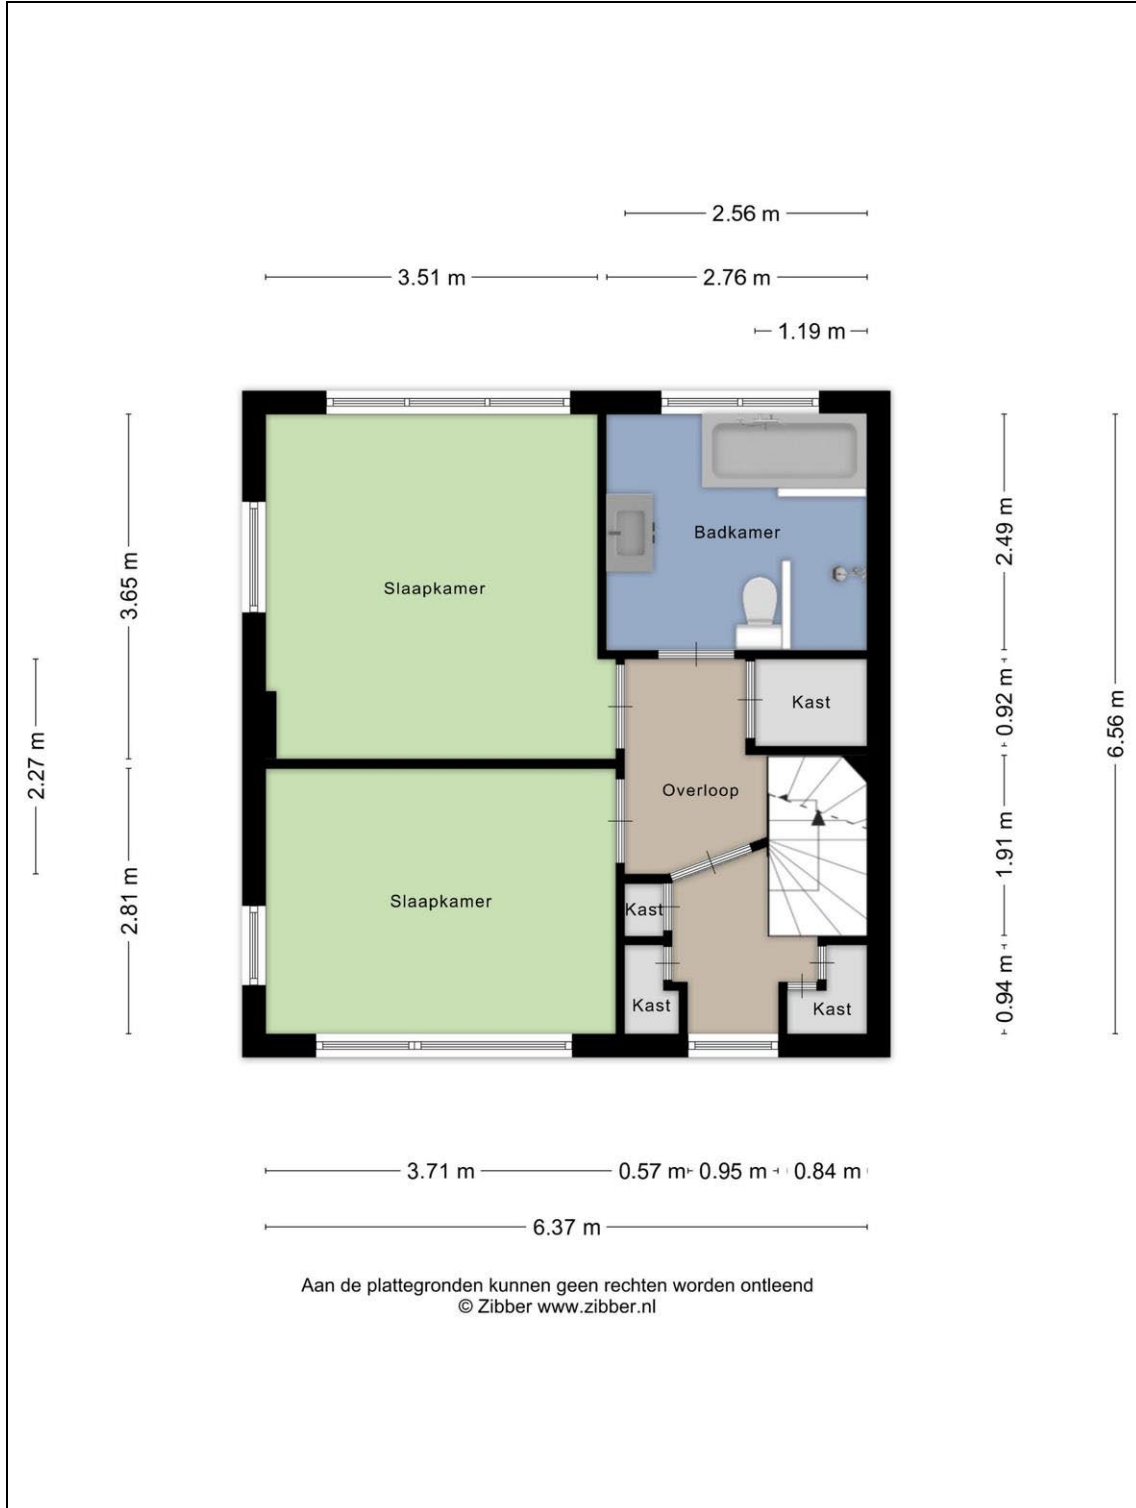 2.56 m
3.51 m
2.76 m
1.19 m
Badkamer
2.49 m
Slaapkamer
3.65 m
Kast
0.92 m
6.56 m
2.27 m
Overloop
1.91 m
Slaapkamer
2.81 m
Kast
Kast
Kast
0.94 m
3.71 m
0.57 m
0.95 m
0.84 m
6.37 m
Aan de plattegronden kunnen geen rechten worden ontleend
© Zibber www.zibber.nl